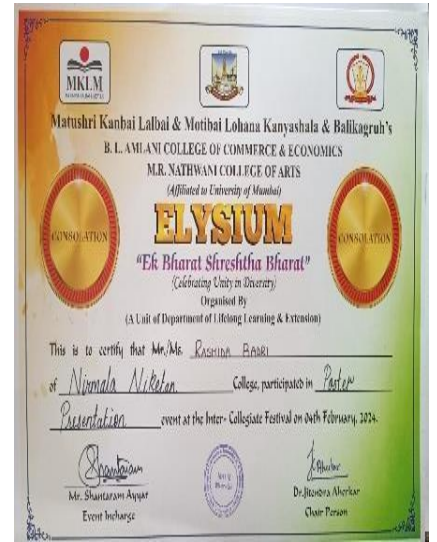 MKLM
Matushri Kanbai Lalbai & Motibai Lohana Kanyashala & Balikagruh's
B. L. AMLANI COLLEGE OF COMMERCE & ECONOMICS
M.R. NATHWANI COLLEGE OF ARTS
(Affiliated to University of Mumbai)
ELYSIUM
CONSOLATION
CONSOLATION
"Ek Bharat Shreshtha Bharat"
(Celebrating Unity in Diversity)
Organised By
(A Unit of Department of Lifelong Learning & Extension)
This is to certify that Mr./Ms. RASHIDA BADRI
of Nirmala Niketan College, participated in Poster
Presentation event at the Inter- Collegiate Festival on 04th February, 2024.
Mr. Shantaram Ayyar
Event Incharge
Dr.Jitendra Aherkar
Chair Person